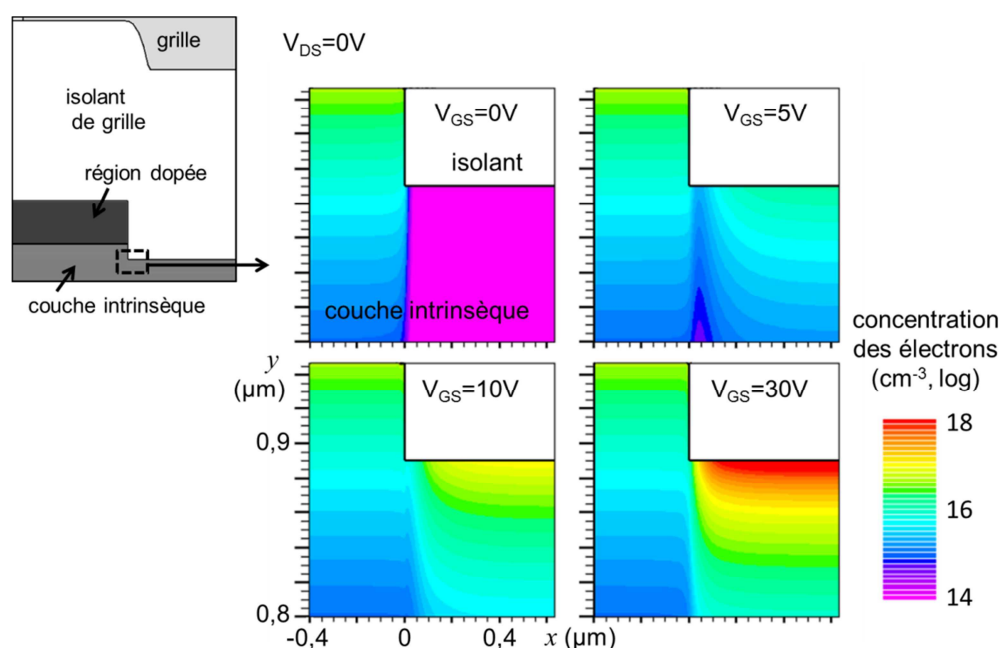 grille
isolant
de grille
région dopée
couche intrinsèque
V_DS=0V
V_GS=0V
isolant
couche intrinsèque
V_GS=5V
V_GS=10V
V_GS=30V
y
(µm)
0,9
0,8
-0,4
0
0,4
x (µm)
concentration
des électrons
(cm⁻³, log)
18
16
14